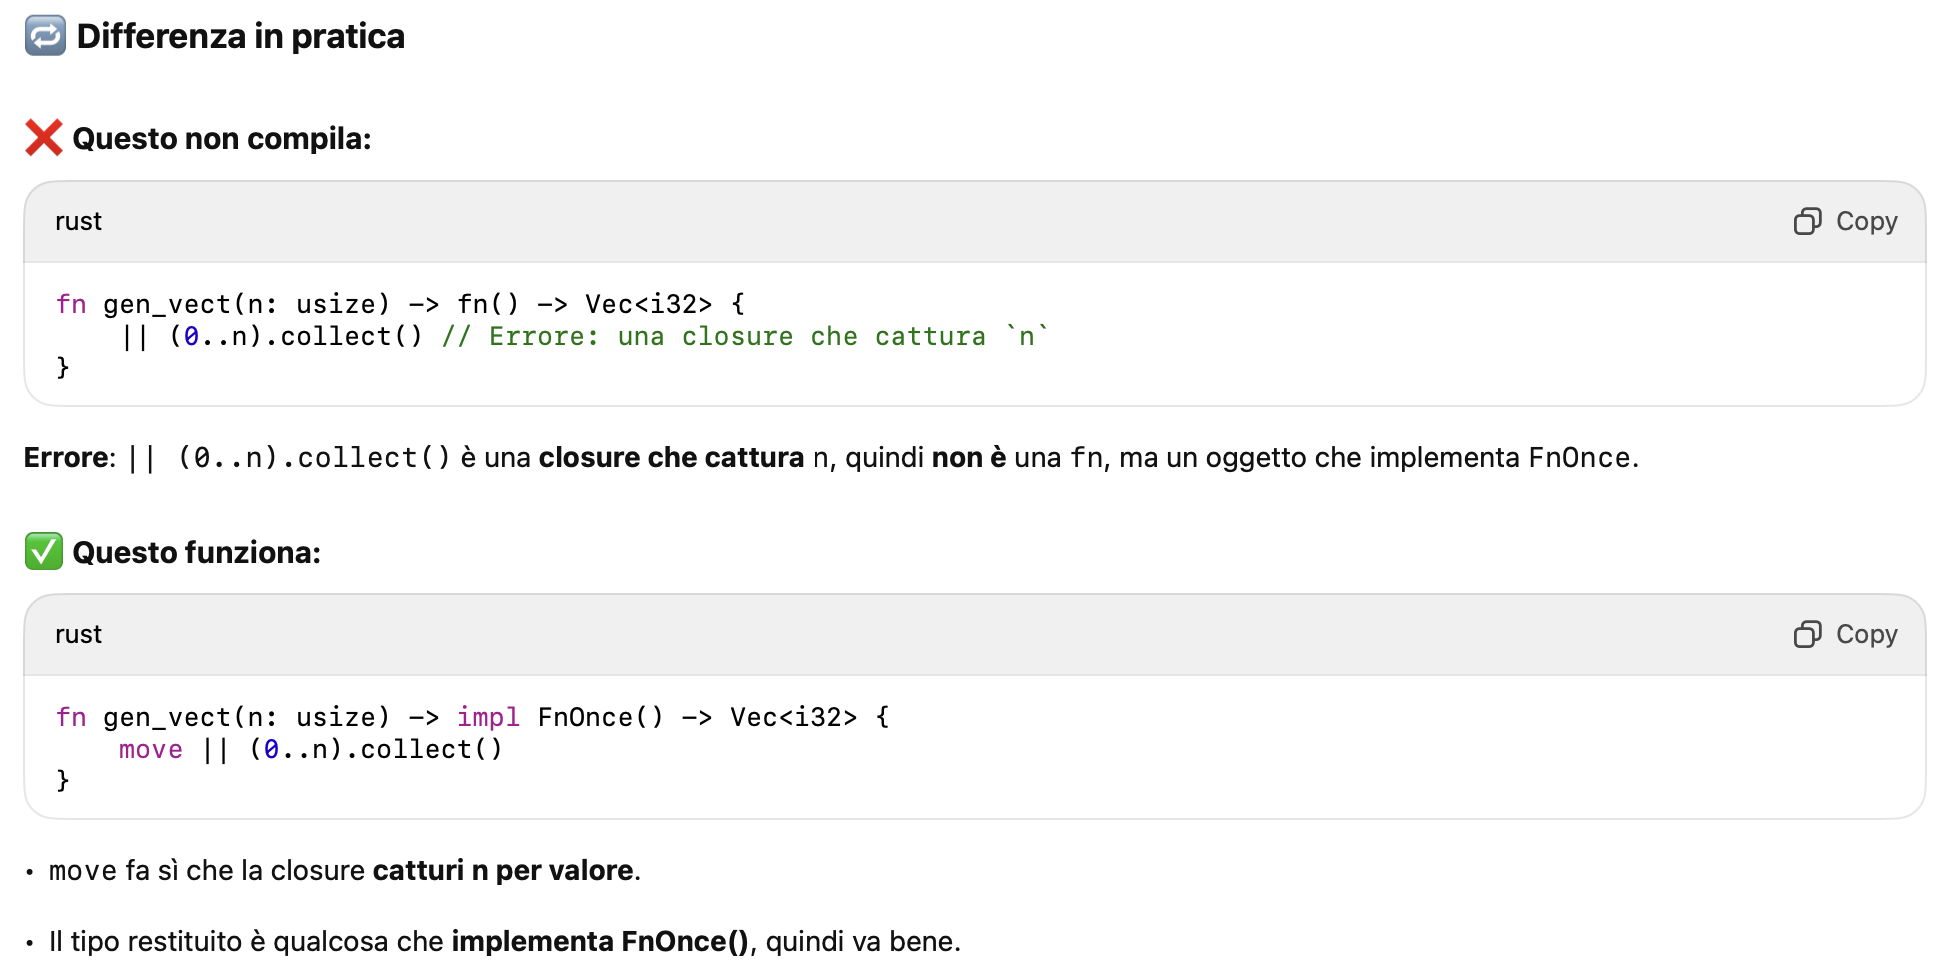 🔁 Differenza in pratica
❌ Questo non compila:
rust
Copy
fn gen_vect(n: usize) -> fn() -> Vec<i32> {
    || (0..n).collect() // Errore: una closure che cattura `n`
}
Errore: || (0..n).collect() è una closure che cattura n, quindi non è una fn, ma un oggetto che implementa FnOnce.
✅ Questo funziona:
rust
Copy
fn gen_vect(n: usize) -> impl FnOnce() -> Vec<i32> {
    move || (0..n).collect()
}
• move fa sì che la closure catturi n per valore.
• Il tipo restituito è qualcosa che implementa FnOnce(), quindi va bene.